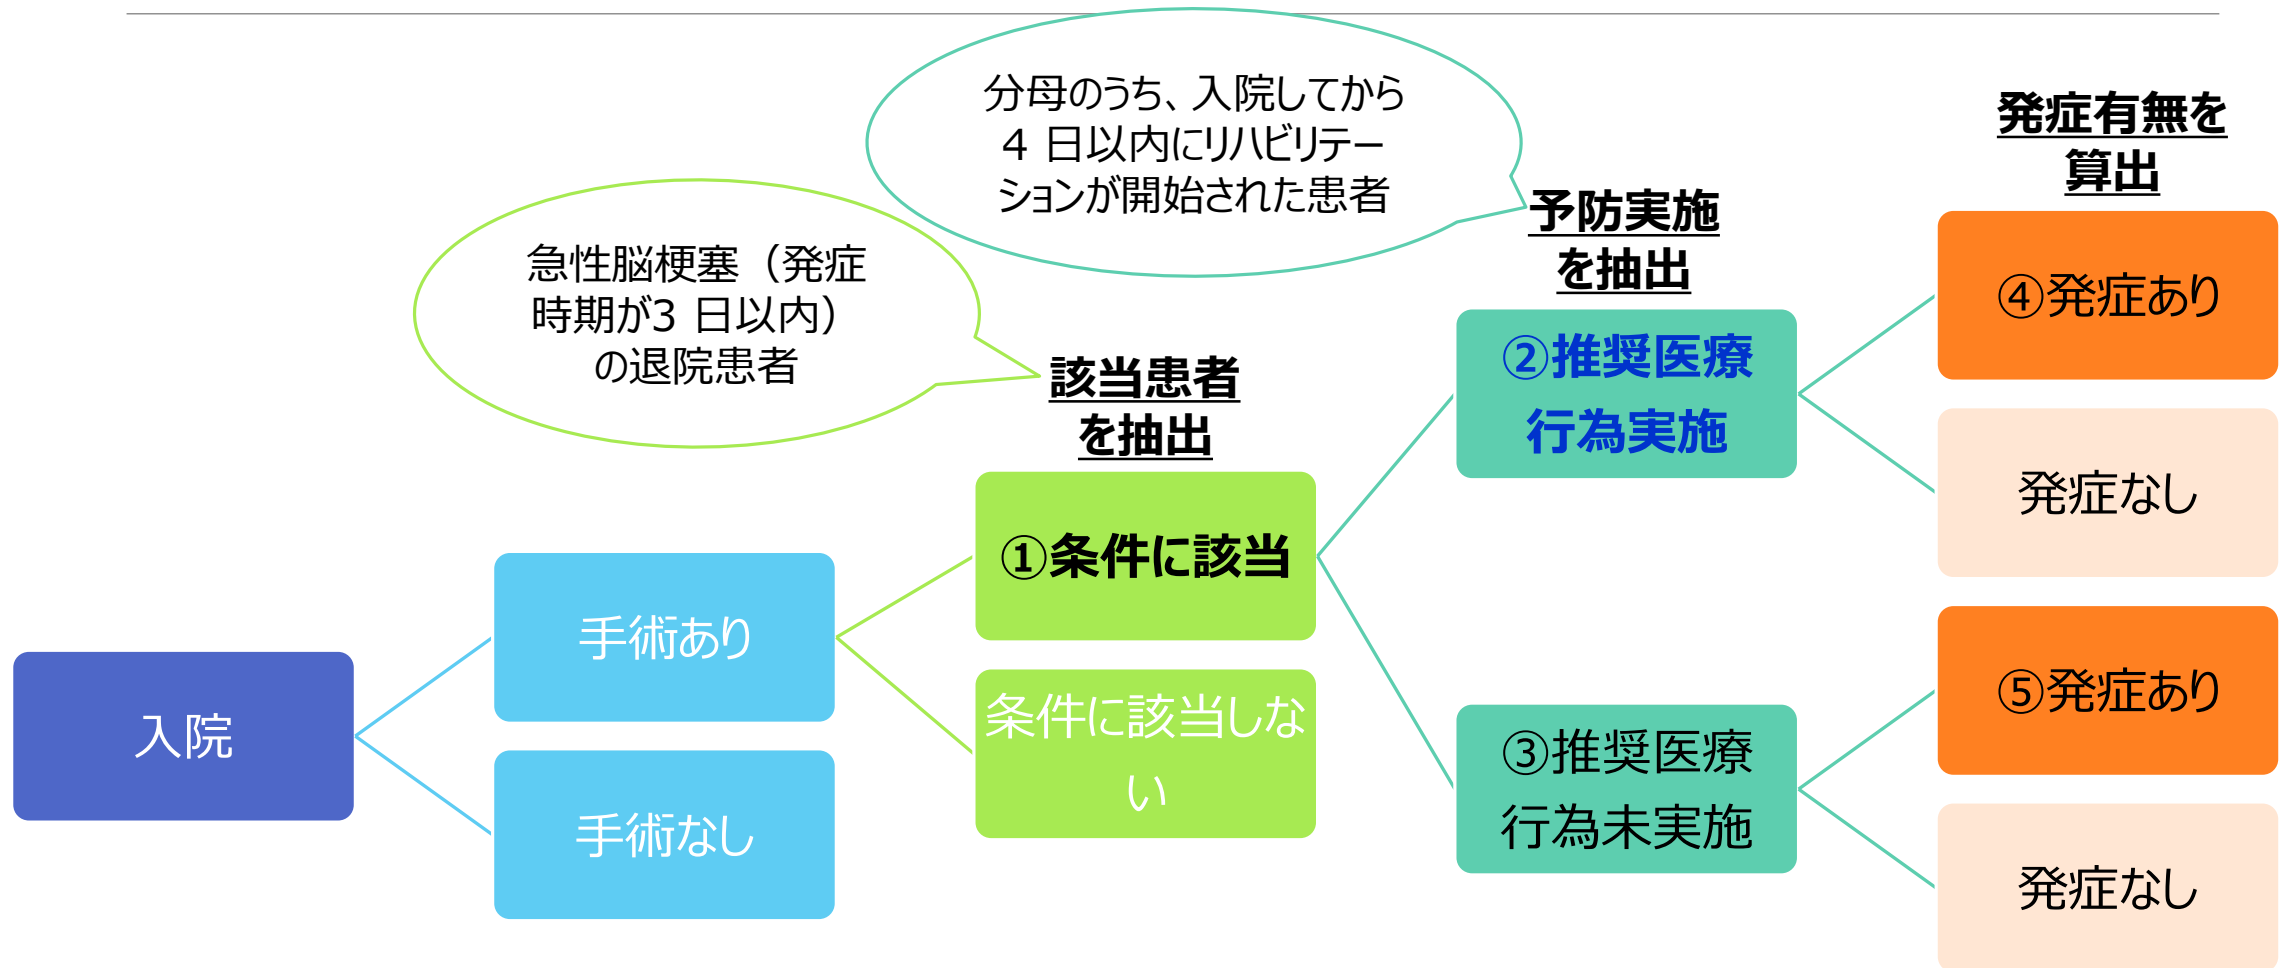 分母のうち、入院してから
4 日以内にリハビリテー
ションが開始された患者
急性脳梗塞（発症
時期が3 日以内）
の退院患者
発症有無を
算出
予防実施
を抽出
該当患者
を抽出
入院
手術あり
手術なし
①条件に該当
条件に該当しな
い
②推奨医療
行為実施
③推奨医療
行為未実施
④発症あり
発症なし
⑤発症あり
発症なし